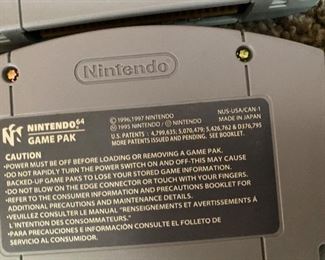 Nintendo
NINTENDO 64
GAME PAK
©1996,1997 NINTENDO
Ⓜ 1995 NINTENDO / Ⓒ NINTENDO
U.S. PATENTS : 4,799,635; 5,070,479; 5,426,762 & D376,795
MORE PATENTS ISSUED AND PENDING.
NUS-USA/CAN-1
MADE IN JAPAN
CAUTION
•POWER MUST BE OFF BEFORE LOADING OR REMOVING A GAME PAK.
•DO NOT RAPIDLY TURN THE POWER SWITCH ON AND OFF-THIS MAY CAUSE
BACKED-UP GAME PAKS TO LOSE YOUR STORED GAME INFORMATION.
•DO NOT BLOW ON THE EDGE CONNECTOR OR TOUCH WITH YOUR FINGERS.
•REFER TO THE CONSUMER INFORMATION AND PRECAUTIONS BOOKLET FOR
ADDITIONAL PRECAUTIONS AND MAINTENANCE DETAILS.
•VEUILLEZ CONSULTER LE MANUAL "RENSEIGNEMENTS ET AVERTISSEMENTS À
L'INTENTION DES CONSOMMATEURS."
•PARA PRECAUCIONES E INFORMACION CONSULTE EL FOLLETO DE
SERVICIO AL CONSUMIDOR.